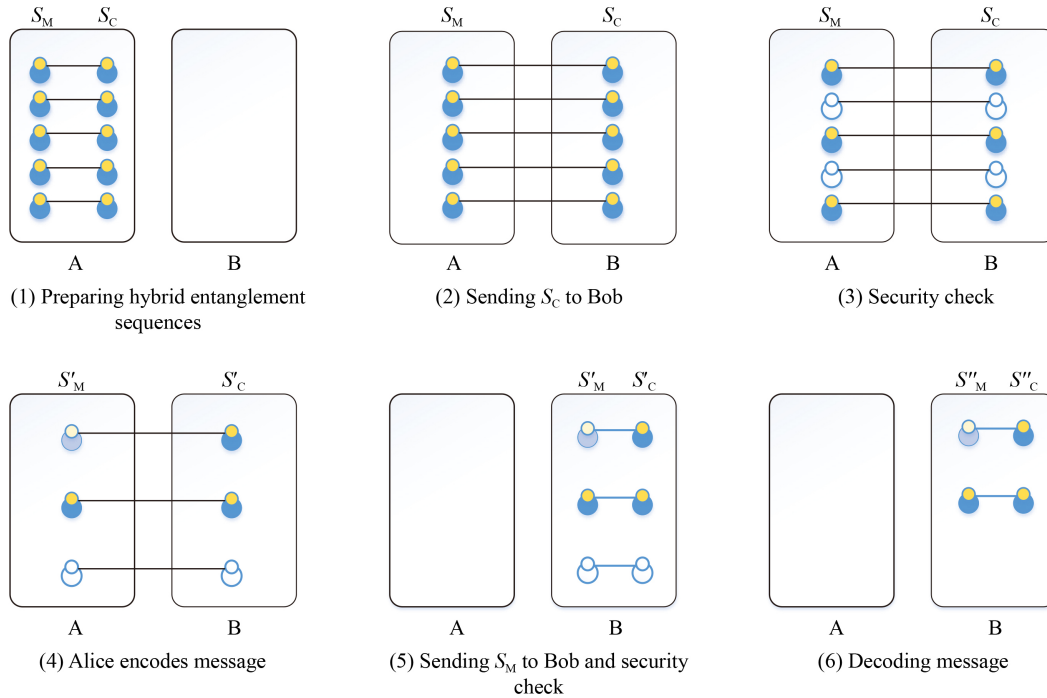 S_M S_C
A B
(1) Preparing hybrid entanglement
sequences
S_M S_C
A B
(2) Sending S_C to Bob
S_M S_C
A B
(3) Security check
S′_M S′_C
A B
(4) Alice encodes message
S′_M S′_C
A B
(5) Sending S_M to Bob and security
check
S″_M S″_C
A B
(6) Decoding message